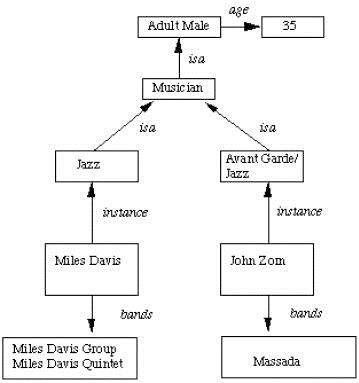 Adult Male
age
35
isa
Musician
isa
isa
Jazz
Avant Garde/
Jazz
instance
instance
Miles Davis
John Zorn
bands
bands
Miles Davis Group
Miles Davis Quintet
Massada